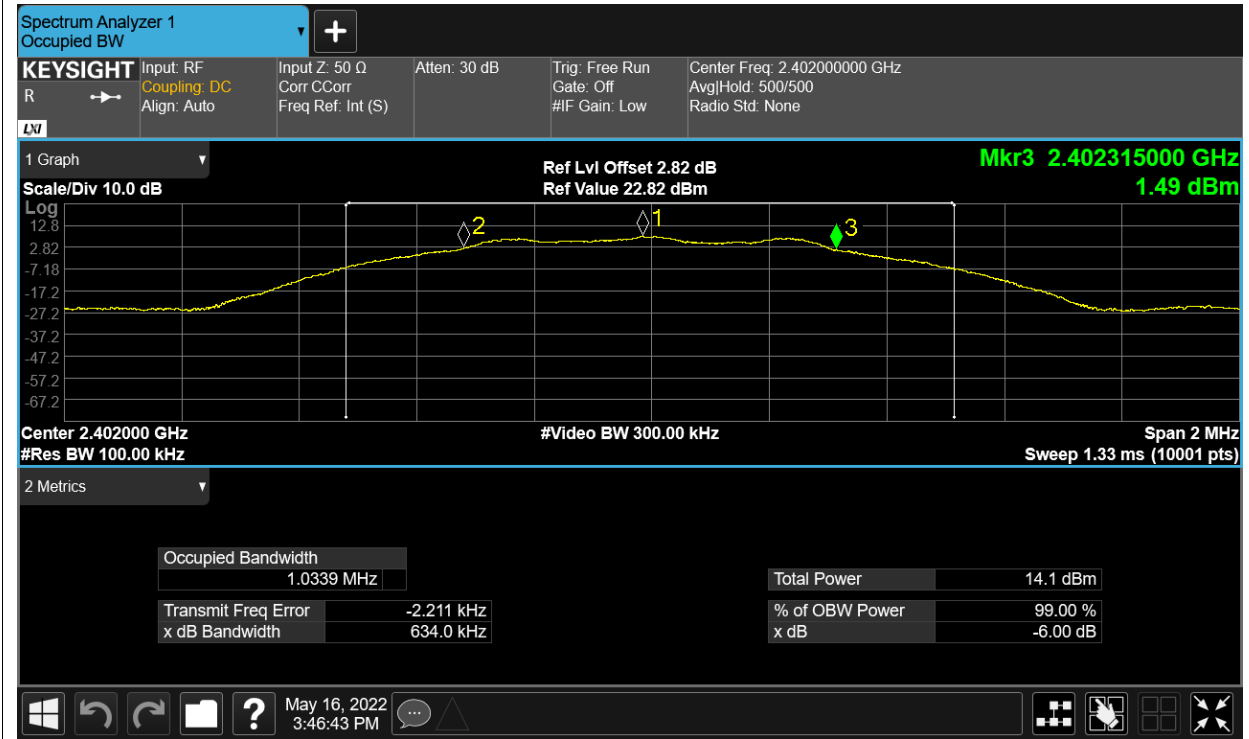 Spectrum Analyzer 1
Occupied BW
KEYSIGHT
R
LXI
Input: RF
Coupling: DC
Align: Auto
Input Z: 50 Ω
Corr CCorr
Freq Ref: Int (S)
Atten: 30 dB
Trig: Free Run
Gate: Off
#IF Gain: Low
Center Freq: 2.402000000 GHz
Avg|Hold: 500/500
Radio Std: None
1 Graph
Scale/Div 10.0 dB
Ref Lvl Offset 2.82 dB
Ref Value 22.82 dBm
Mkr3 2.402315000 GHz
1.49 dBm
Log
12.8
2.82
-7.18
-17.2
-27.2
-37.2
-47.2
-57.2
-67.2
2
1
3
Center 2.402000 GHz
#Res BW 100.00 kHz
#Video BW 300.00 kHz
Span 2 MHz
Sweep 1.33 ms (10001 pts)
2 Metrics
Occupied Bandwidth
1.0339 MHz
Total Power 14.1 dBm
Transmit Freq Error -2.211 kHz
% of OBW Power 99.00 %
x dB Bandwidth 634.0 kHz
x dB -6.00 dB
?
May 16, 2022
3:46:43 PM